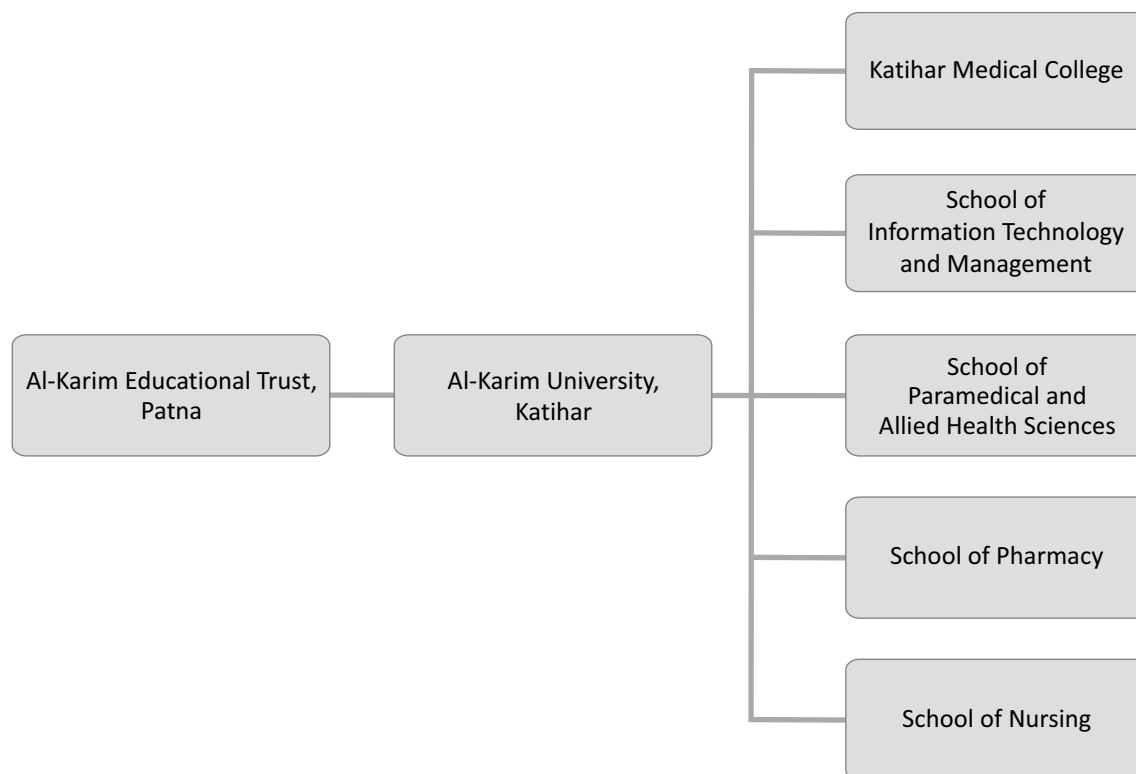 Katihar Medical College
School of
Information Technology
and Management
Al-Karim Educational Trust,
Patna
Al-Karim University,
Katihar
School of
Paramedical and
Allied Health Sciences
School of Pharmacy
School of Nursing